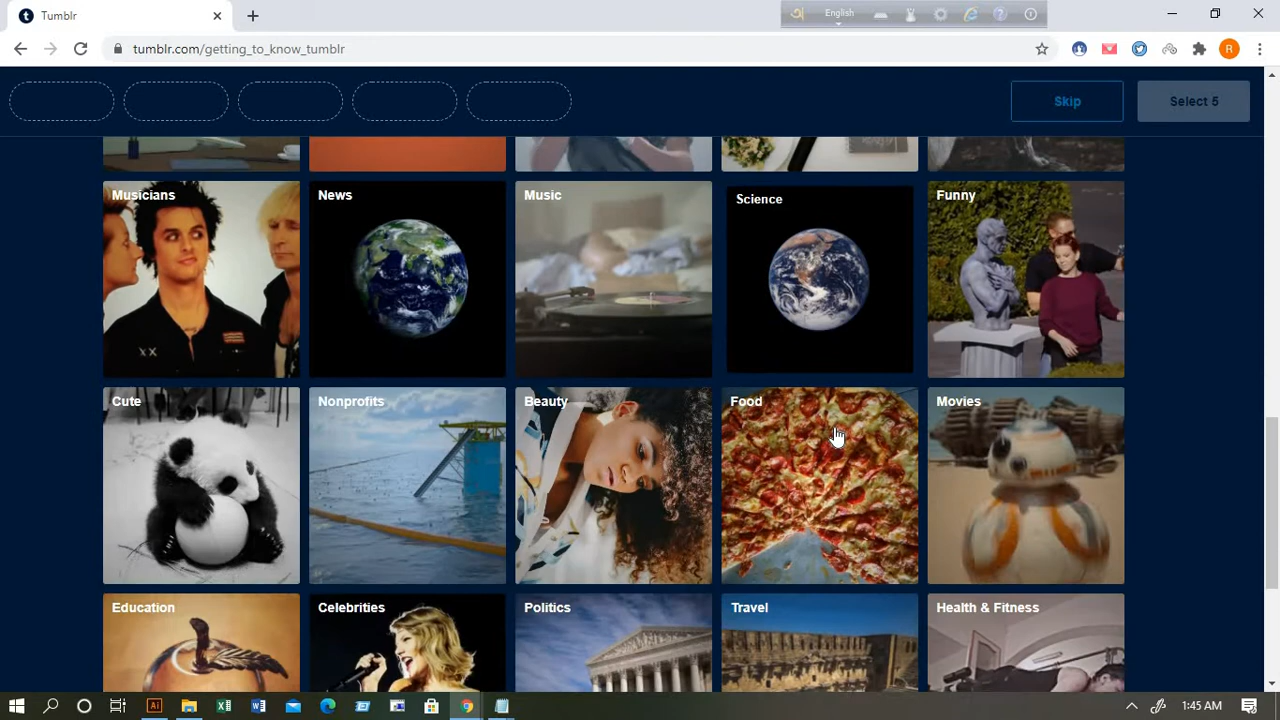 Tumblr
English
tumblr.com/getting_to_know_tumblr
R
Skip
Select 5
Musicians
News
Music
Science
Funny
Cute
Nonprofits
Beauty
Food
Movies
Education
Celebrities
Politics
Travel
Health & Fitness
1:45 AM